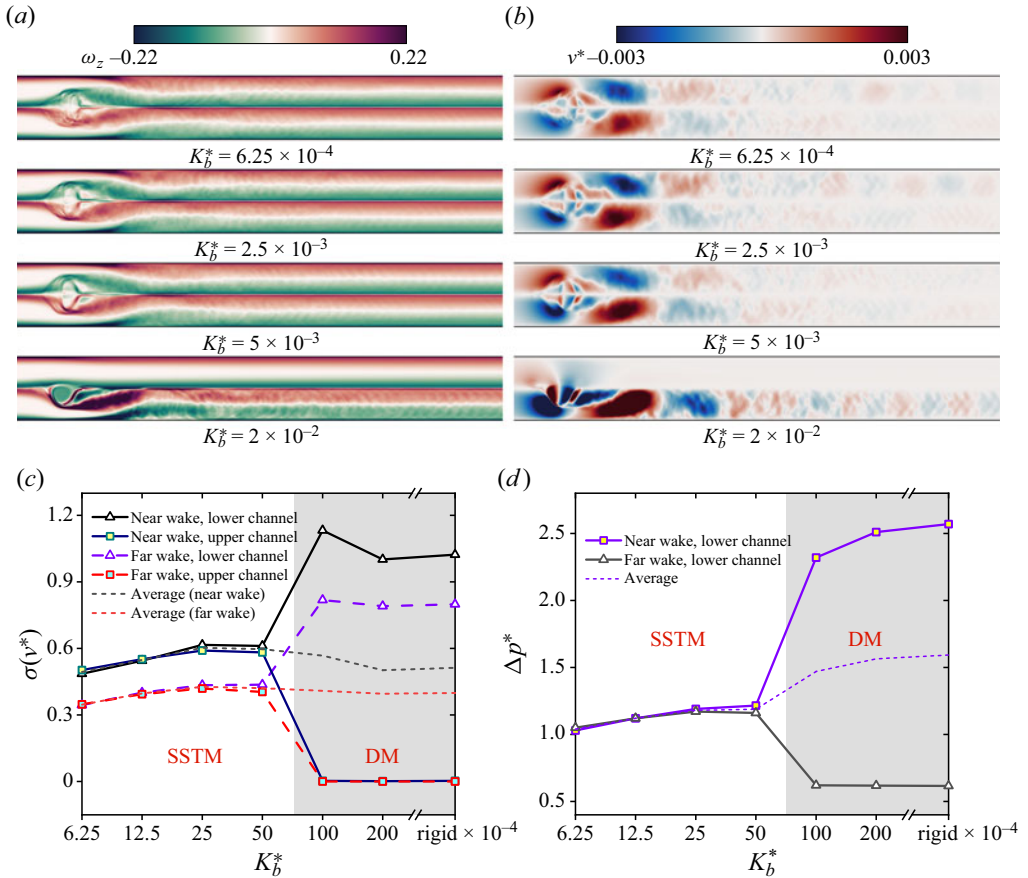 (a)
(b)
ω_z −0.22 0.22
v* −0.003 0.003
K_b^* = 6.25 × 10^{−4}
K_b^* = 6.25 × 10^{−4}
K_b^* = 2.5 × 10^{−3}
K_b^* = 2.5 × 10^{−3}
K_b^* = 5 × 10^{−3}
K_b^* = 5 × 10^{−3}
K_b^* = 2 × 10^{−2}
K_b^* = 2 × 10^{−2}
(c)
1.2
0.9
0.6
0.3
0
σ(v*)
Near wake, lower channel
Near wake, upper channel
Far wake, lower channel
Far wake, upper channel
Average (near wake)
Average (far wake)
SSTM
DM
6.25 12.5 25 50 100 200 rigid × 10^{−4}
K_b^*
(d)
2.5
2.0
1.5
1.0
0.5
Δp*
Near wake, lower channel
Far wake, lower channel
Average
SSTM
DM
6.25 12.5 25 50 100 200 rigid × 10^{−4}
K_b^*